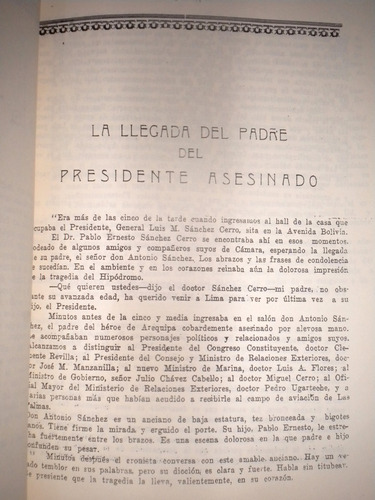 LA LLEGADA DEL PADRE
DEL
PRESIDENTE ASESINADO
"Era más de las cinco de la tarde cuando ingresamos al hall de la casa que
ocupaba el Presidente, General Luis M. Sánchez Cerro, sita en la Avenida Bolivia.
El Dr. Pablo Ernesto Sánchez Cerro se encontraba ahí en esos momentos,
rodeado de algunos amigos y compañeros suyos de Cámara, esperando la llegada
de su padre, el señor don Antonio Sánchez. Los abrazos y las frases de condolencia
se sucedían. En el ambiente y en los corazones reinaba aún la dolorosa impresión
de la tragedia del Hipódromo.
—Qué quieren ustedes—dijo el doctor Sánchez Cerro—mi padre, no obs-
tante su avanzada edad, ha querido venir a Lima para ver por última vez a su
hijo, el Presidente.
Minutos antes de la cinco y media ingresaba en el salón don Antonio Sán-
chez, el padre del héroe de Arequipa cobardemente asesinado por alevosa mano.
Le acompañaban numerosos personajes políticos y relacionados y amigos suyos.
Alcanzamos a distinguir al Presidente del Congreso Constituyente, doctor Cle-
mente Revilla; al Presidente del Consejo y Ministro de Relaciones Exteriores, doc-
tor José M. Manzanilla; al nuevo Ministro de Marina, doctor Luis A. Flores; al
Ministro de Gobierno, señor Julio Chávez Cabello; al doctor Miguel Cerro; al Ofi-
cial Mayor del Ministerio de Relaciones Exteriores, doctor Pedro Ugarteche, y a
varias personas más que habían acudido a recibirle al campo de aviación de Las
Palmas.
Don Antonio Sánchez es un anciano de baja estatura, tez bronceada y bigotes
canos. Tiene firme la mirada y erguido el porte. Su hijo, Pablo Ernesto, le estre-
cha fuertemente entre los brazos. Es una escena dolorosa en la que padre e hijo
confunden su pesar.
Minutos después el cronista conversa con este amable anciano. Hay un
temblor en sus palabras, pero su dicción es clara y fuerte. Habla sin titubear.
Se presiente que la tragedia la lleva, valientemente, en su corazón.